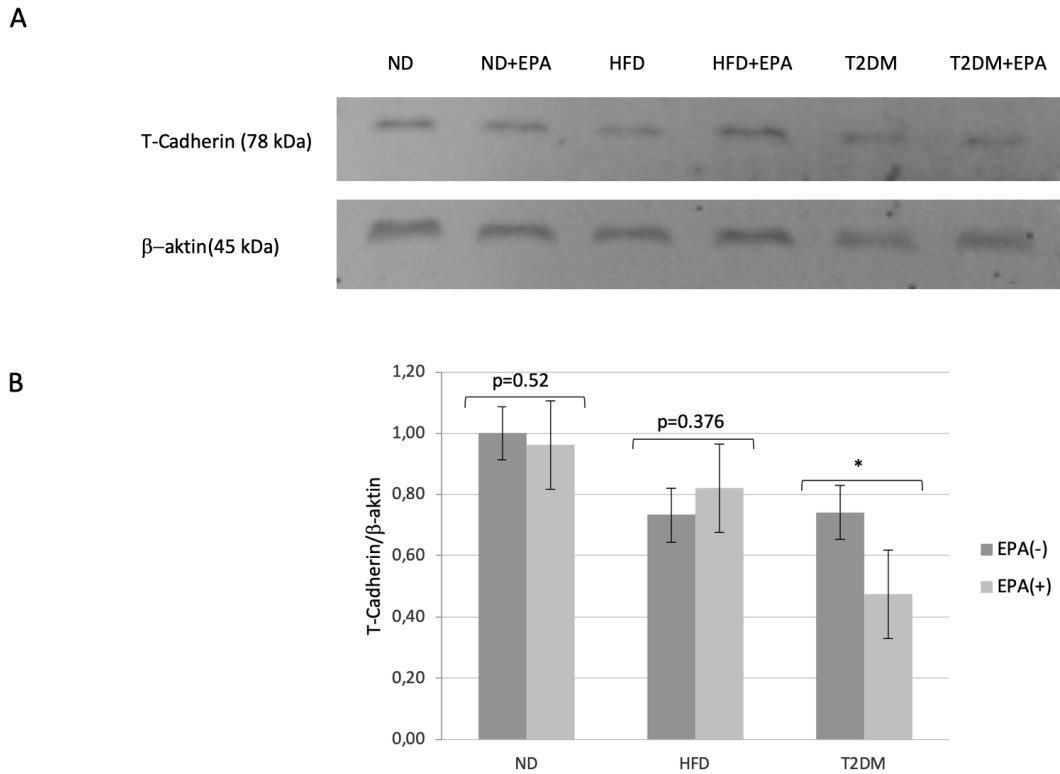 A
ND ND+EPA HFD HFD+EPA T2DM T2DM+EPA
T-Cadherin (78 kDa)
β−aktin(45 kDa)
B
1,20
1,00
0,80
0,60
0,40
0,20
0,00
T-Cadherin/β-aktin
p=0.52
p=0.376
*
ND HFD T2DM
EPA(-)
EPA(+)